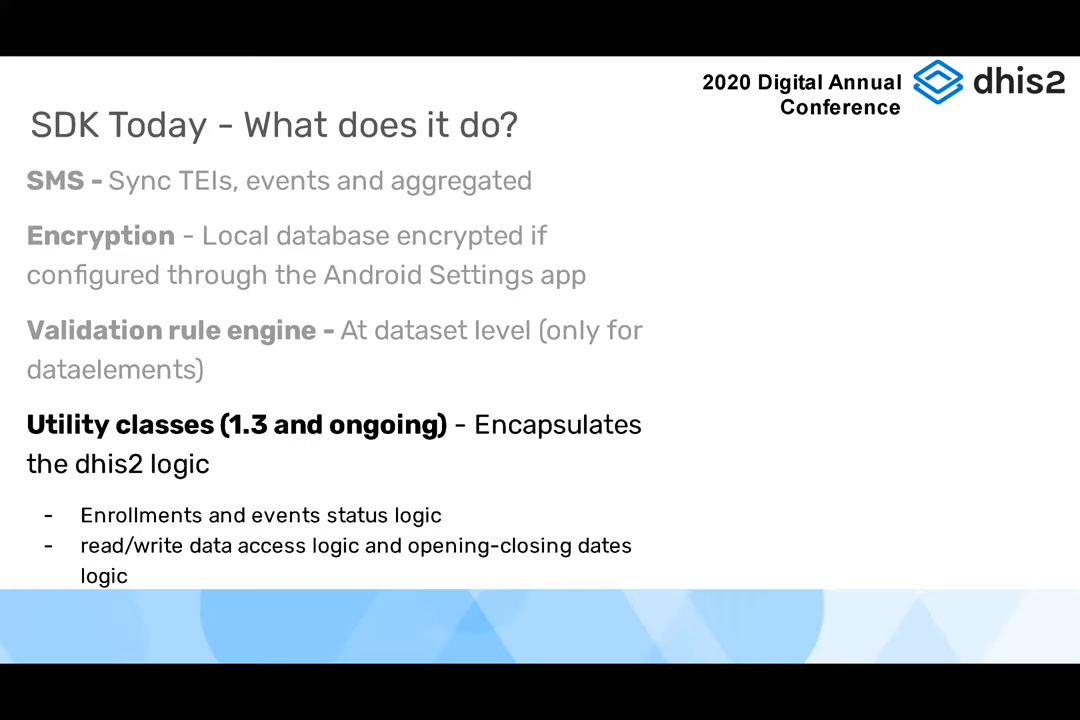 2020 Digital Annual
Conference
dhis2
SDK Today - What does it do?
SMS - Sync TEIs, events and aggregated
Encryption - Local database encrypted if
configured through the Android Settings app
Validation rule engine - At dataset level (only for
dataelements)
Utility classes (1.3 and ongoing) - Encapsulates
the dhis2 logic
- Enrollments and events status logic
- read/write data access logic and opening-closing dates
logic